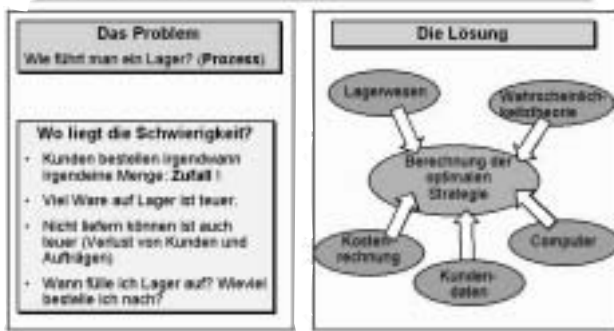 Das Problem
Wie führt man ein Lager? (Prozess)
Wo liegt die Schwierigkeit?
• Kunden bestellen irgendwann
irgendeine Menge: Zufall !
• Viel Ware auf Lager ist teuer.
• Nicht liefern können ist auch
teuer (Verlust von Kunden und
Aufträgen)
• Wann fülle ich Lager auf? Wieviel
bestelle ich nach?
Die Lösung
Lagerwesen
Wahrscheinlich-
keitstheorie
Berechnung der
optimalen
Strategie
Kosten-
rechnung
Kunden-
daten
Computer